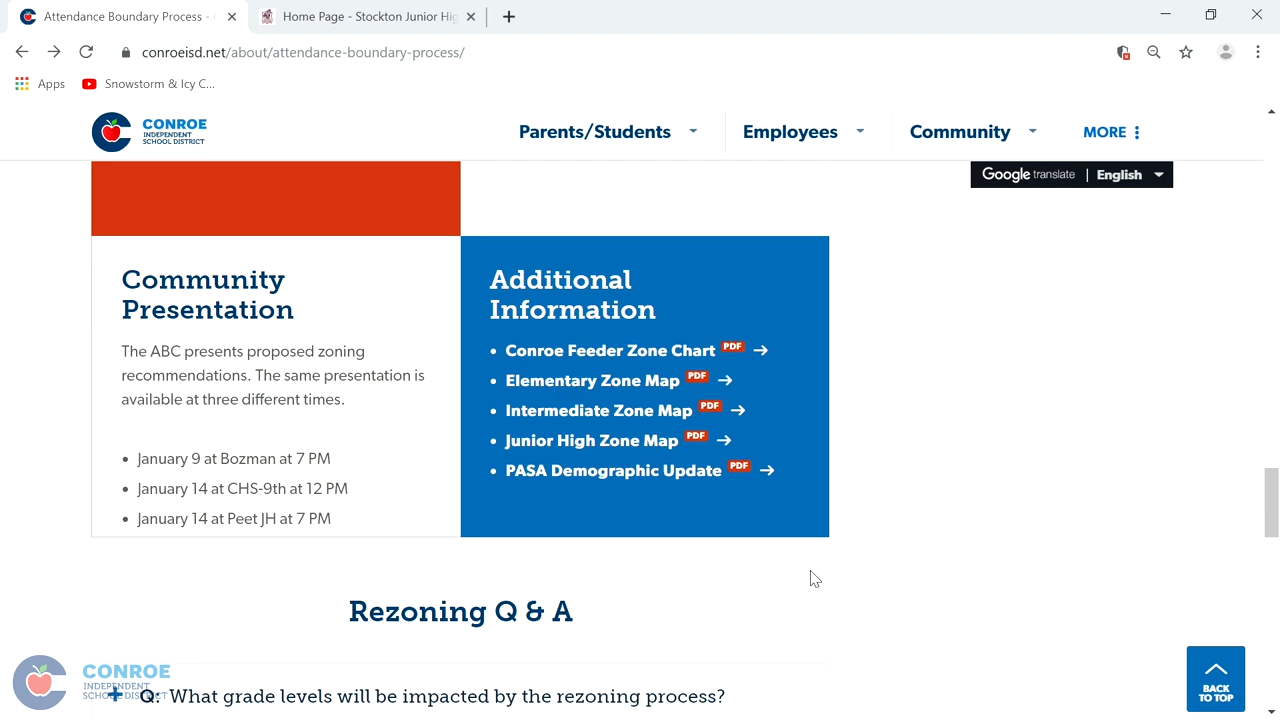 Attendance Boundary Process -
Home Page - Stockton Junior Hig
conroeisd.net/about/attendance-boundary-process/
Apps
Snowstorm & Icy C...
CONROE
INDEPENDENT
SCHOOL DISTRICT
Parents/Students
Employees
Community
MORE
Google translate | English
Community
Presentation
The ABC presents proposed zoning
recommendations. The same presentation is
available at three different times.
• January 9 at Bozman at 7 PM
• January 14 at CHS-9th at 12 PM
• January 14 at Peet JH at 7 PM
Additional
Information
• Conroe Feeder Zone Chart PDF →
• Elementary Zone Map PDF →
• Intermediate Zone Map PDF →
• Junior High Zone Map PDF →
• PASA Demographic Update PDF →
Rezoning Q & A
CONROE
INDEPENDENT
SCHOOL DISTRICT
+ Q: What grade levels will be impacted by the rezoning process?
BACK
TO TOP